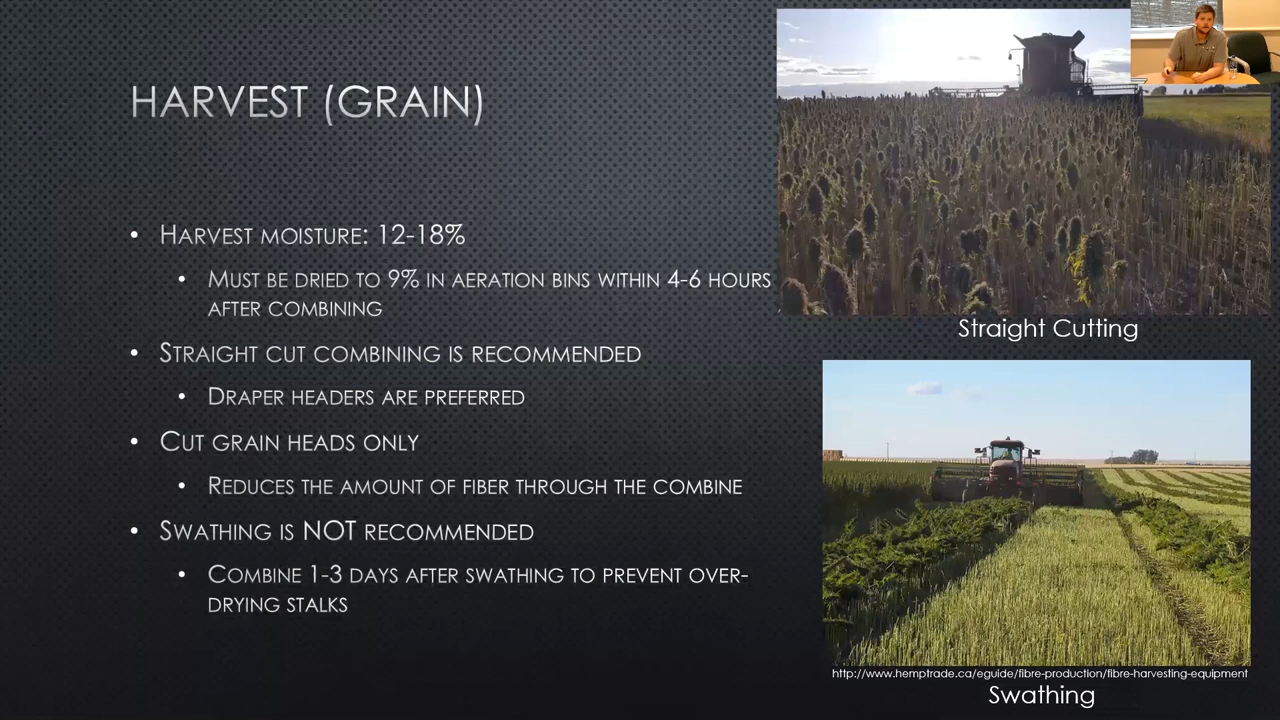 HARVEST (GRAIN)
• HARVEST MOISTURE: 12-18%
• MUST BE DRIED TO 9% IN AERATION BINS WITHIN 4-6 HOURS
AFTER COMBINING
• STRAIGHT CUT COMBINING IS RECOMMENDED
• DRAPER HEADERS ARE PREFERRED
• CUT GRAIN HEADS ONLY
• REDUCES THE AMOUNT OF FIBER THROUGH THE COMBINE
• SWATHING IS NOT RECOMMENDED
• COMBINE 1-3 DAYS AFTER SWATHING TO PREVENT OVER-
DRYING STALKS
Straight Cutting
http://www.hemptrade.ca/eguide/fibre-production/fibre-harvesting-equipment
Swathing